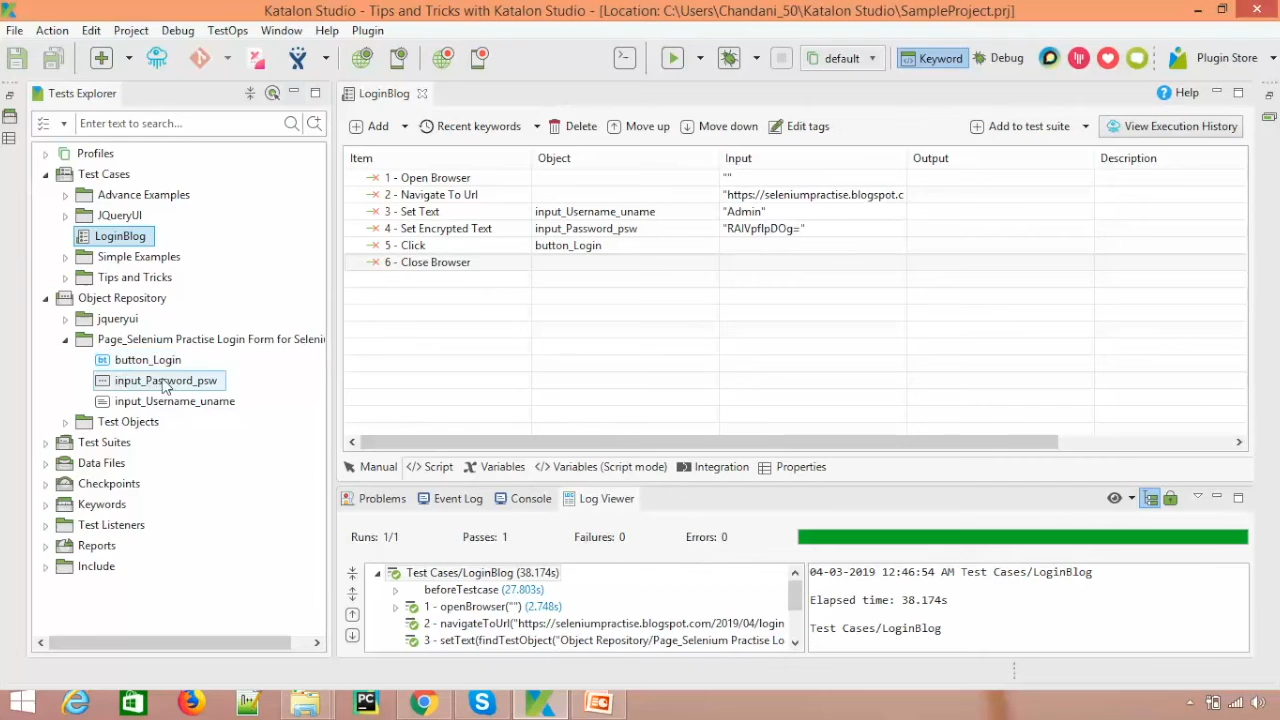 Katalon Studio - Tips and Tricks with Katalon Studio - [Location: C:\Users\Chandani_50\Katalon Studio\SampleProject.prj]
File Action Edit Project Debug TestOps Window Help Plugin
default Keyword Debug Plugin Store
Tests Explorer
Enter text to search...
Profiles
Test Cases
Advance Examples
JQueryUI
LoginBlog
Simple Examples
Tips and Tricks
Object Repository
jqueryui
Page_Selenium Practise Login Form for Seleni
bt button_Login
input_Password_psw
input_Username_uname
Test Objects
Test Suites
Data Files
Checkpoints
Keywords
Test Listeners
Reports
Include
LoginBlog Help
Add Recent keywords Delete Move up Move down Edit tags Add to test suite View Execution History
Item Object Input Output Description
1 - Open Browser ""
2 - Navigate To Url "https://seleniumpractise.blogspot.c
3 - Set Text input_Username_uname "Admin"
4 - Set Encrypted Text input_Password_psw
5 - Click button_Login
6 - Close Browser
Manual </> Script Variables </> Variables (Script mode) Integration Properties
Problems Event Log Console Log Viewer
Runs: 1/1 Passes: 1 Failures: 0 Errors: 0
Test Cases/LoginBlog (38.174s)
beforeTestcase (27.803s)
1 - openBrowser("") (2.748s)
2 - navigateToUrl("https://seleniumpractise.blogspot.com/2019/04/login
3 - setText(findTestObject("Object Repository/Page_Selenium Practise Lo
04-03-2019 12:46:54 AM Test Cases/LoginBlog
Elapsed time: 38.174s
Test Cases/LoginBlog
PC